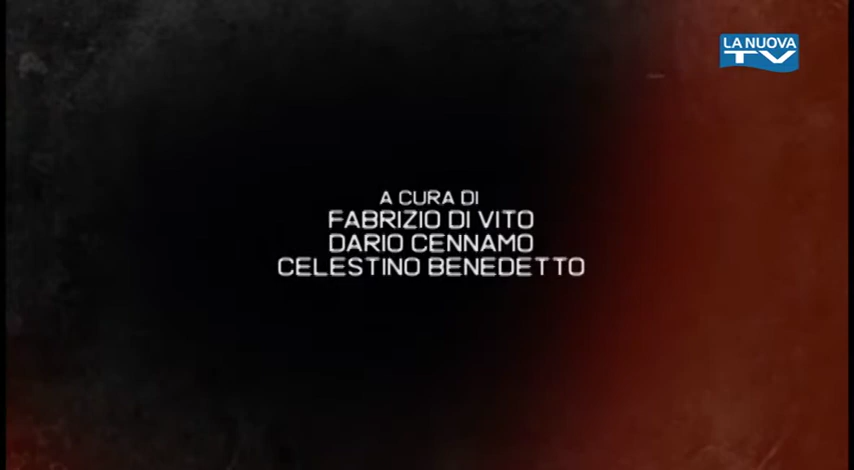 LA NUOVA
TV
A CURA DI
FABRIZIO DI VITO
DARIO CENNAMO
CELESTINO BENEDETTO